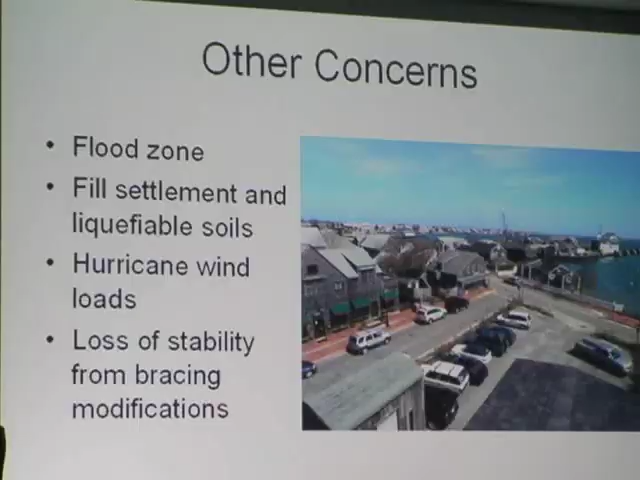 Other Concerns
• Flood zone
• Fill settlement and
liquefiable soils
• Hurricane wind
loads
• Loss of stability
from bracing
modifications